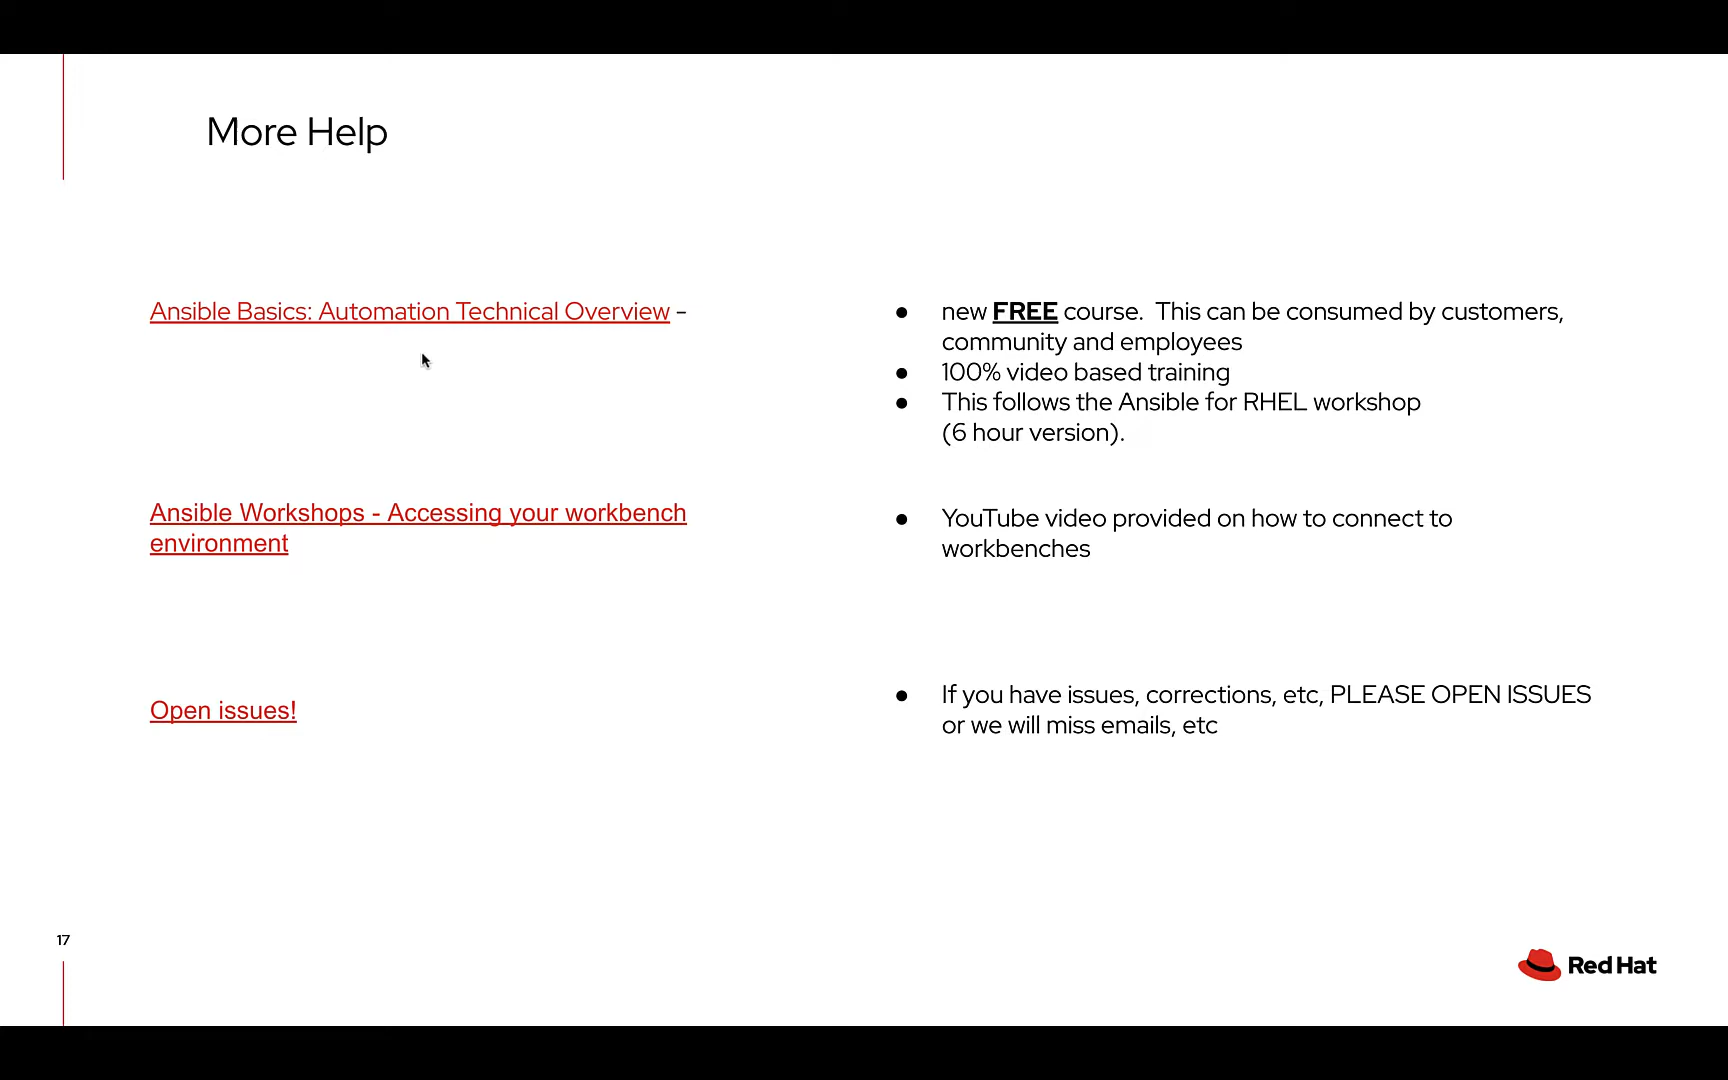 More Help
Ansible Basics: Automation Technical Overview -
● new FREE course.  This can be consumed by customers,
community and employees
● 100% video based training
● This follows the Ansible for RHEL workshop
(6 hour version).
Ansible Workshops - Accessing your workbench
environment
● YouTube video provided on how to connect to
workbenches
Open issues!
● If you have issues, corrections, etc, PLEASE OPEN ISSUES
or we will miss emails, etc
17
Red Hat